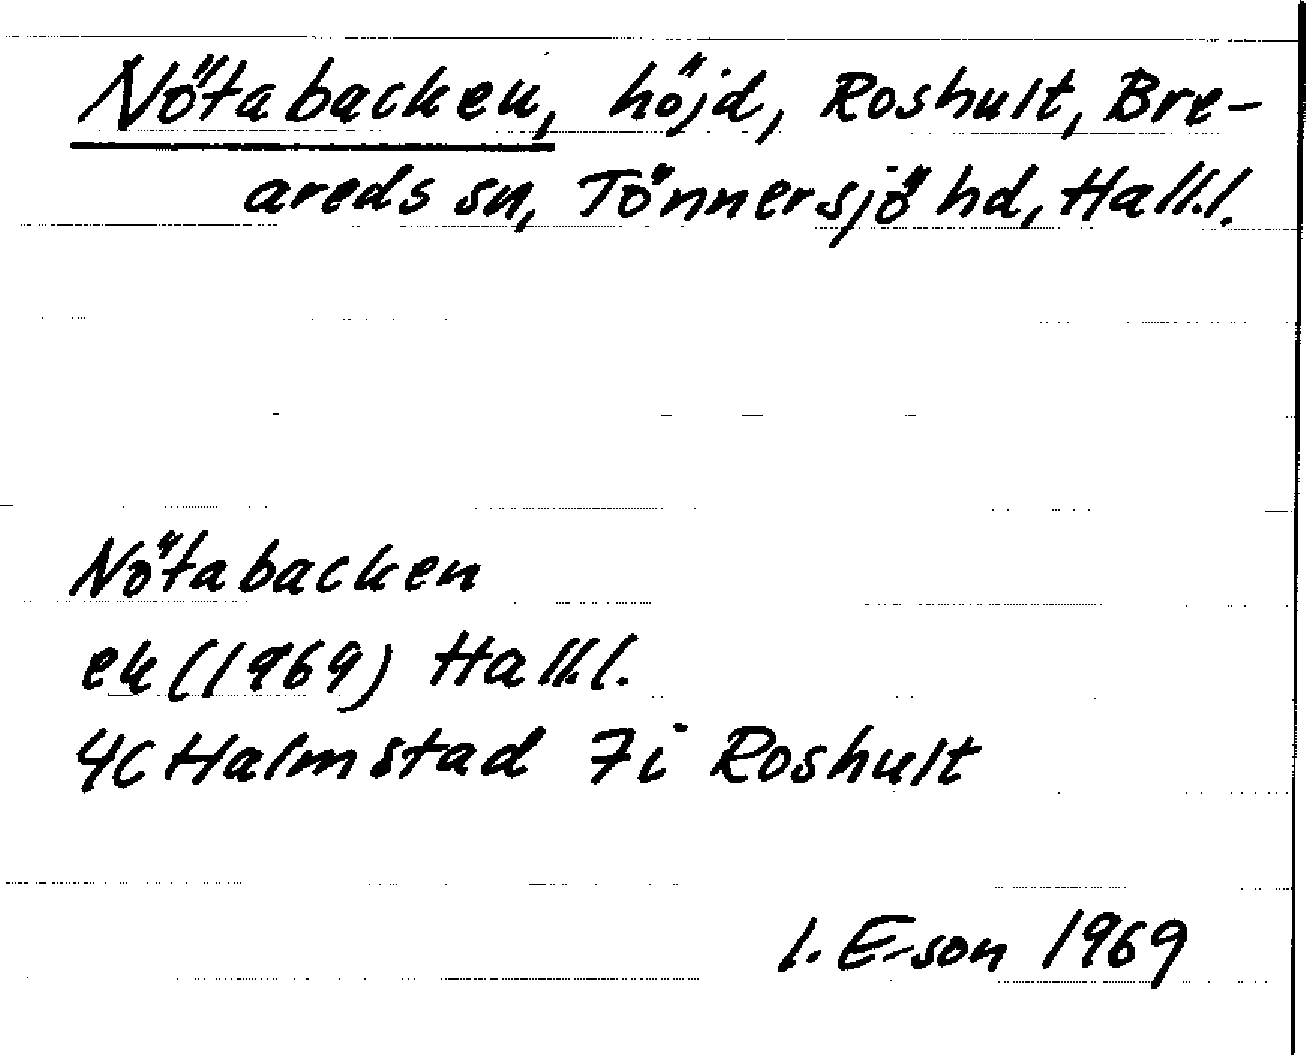 Nötabacken, höjd, Roshult, Bre-
areds sn, Tönnersjö hd, Hall.l.
Nötabacken
ek (1969) Hall.l.
4C Halmstad 7i Roshult
I. E-son 1969